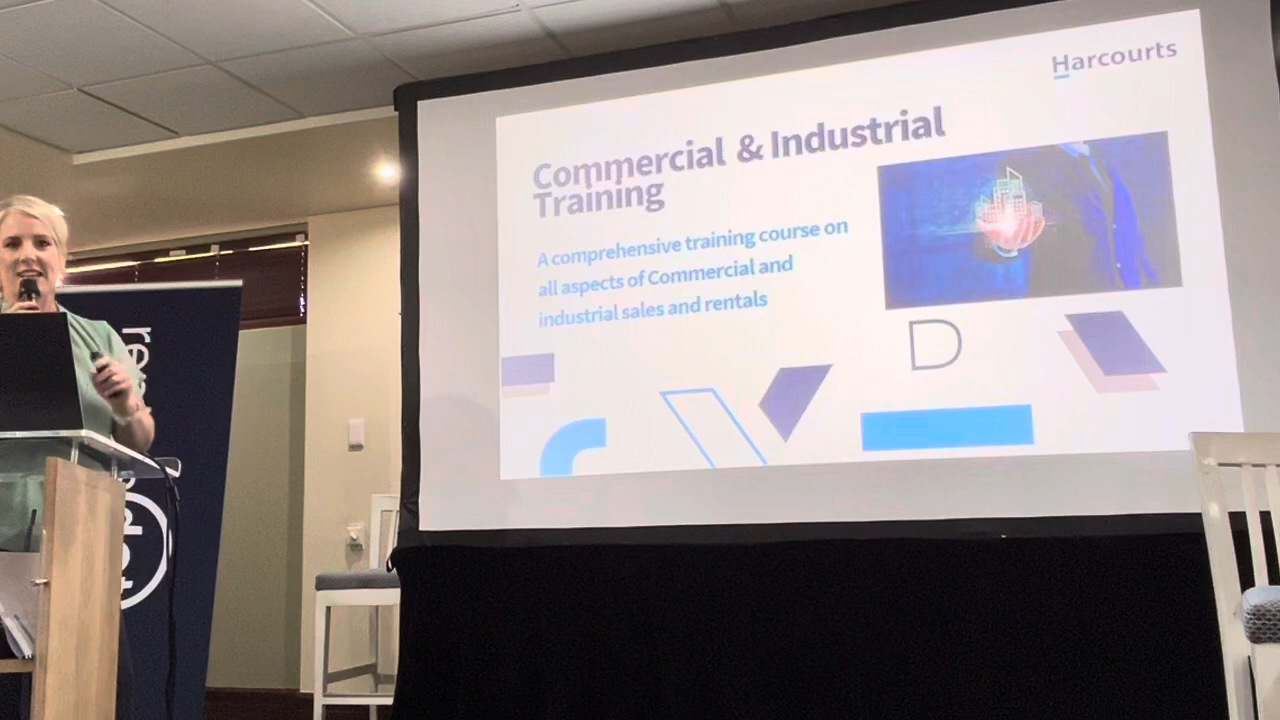 Harcourts
Commercial & Industrial
Training
A comprehensive training course on
all aspects of Commercial and
industrial sales and rentals
D